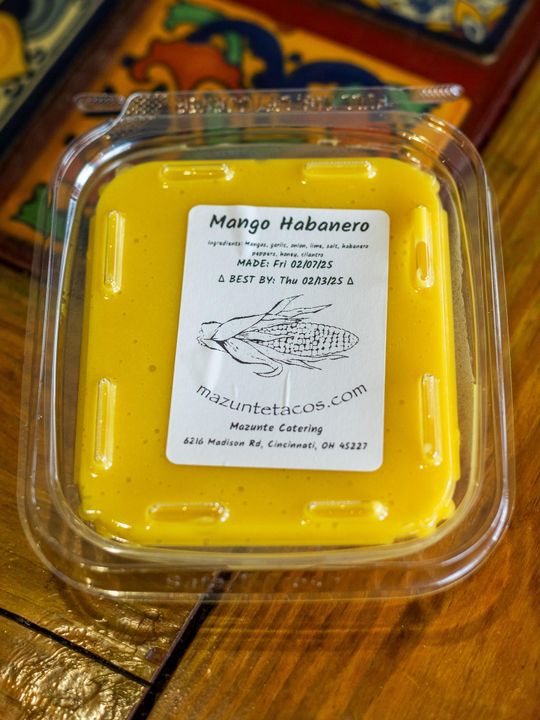 Mango Habanero
Ingredients: Mangos, garlic, onion, lime, salt, habanero
peppers, honey, cilantro
MADE: Fri 02/07/25
Δ BEST BY: Thu 02/13/25 Δ
mazuntetacos.com
Mazunte Catering
6216 Madison Rd, Cincinnati, OH 45227